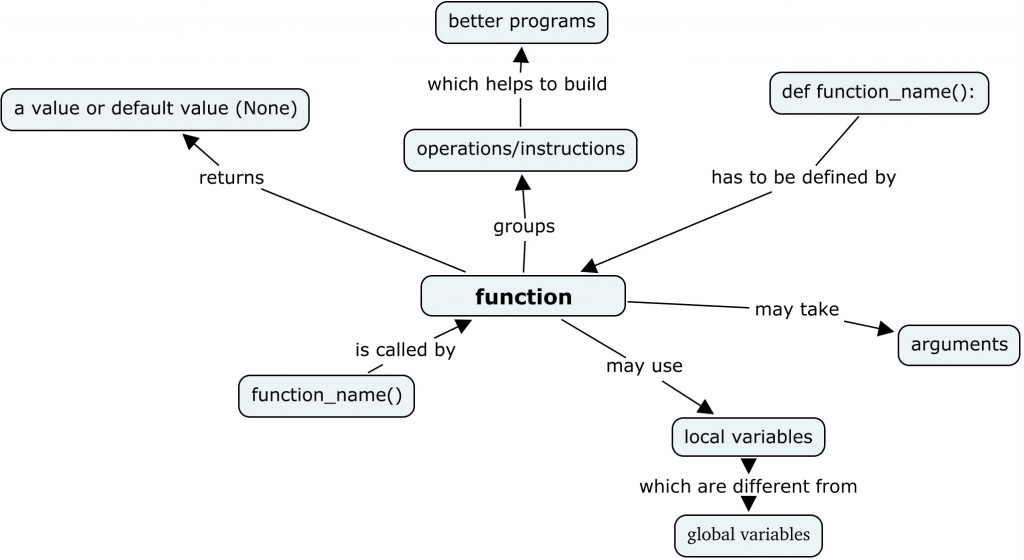 better programs
which helps to build
def function_name():
a value or default value (None)
operations/instructions
returns
has to be defined by
groups
function
may take
arguments
is called by
may use
function_name()
local variables
which are different from
global variables